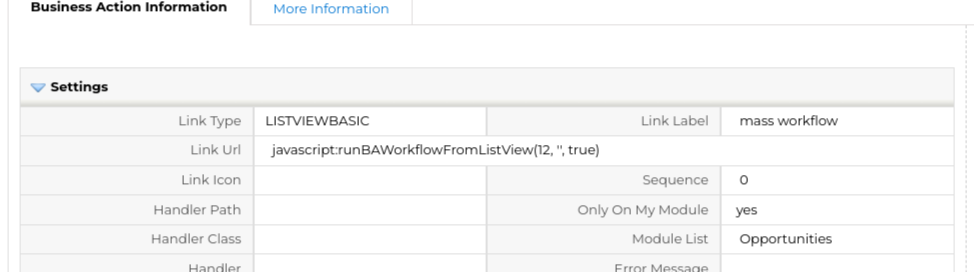 Business Action Information More Information
Settings
Link Type LISTVIEWBASIC Link Label mass workflow
Link Url javascript:runBAWorkflowFromListView(12, '', true)
Link Icon Sequence 0
Handler Path Only On My Module yes
Handler Class Module List Opportunities
Handler Error Message